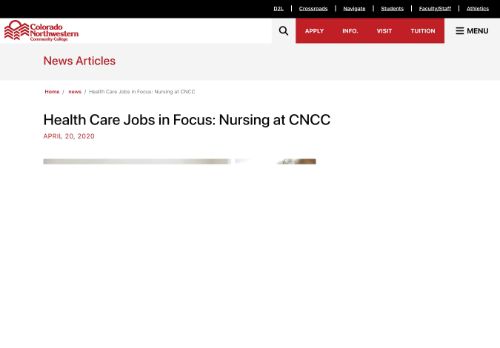 D2L | Crossroads | Navigate | Students | Faculty/Staff | Athletics
Colorado
Northwestern
Community College
APPLY INFO. VISIT TUITION MENU
News Articles
Home / news / Health Care Jobs in Focus: Nursing at CNCC
Health Care Jobs in Focus: Nursing at CNCC
APRIL 20, 2020